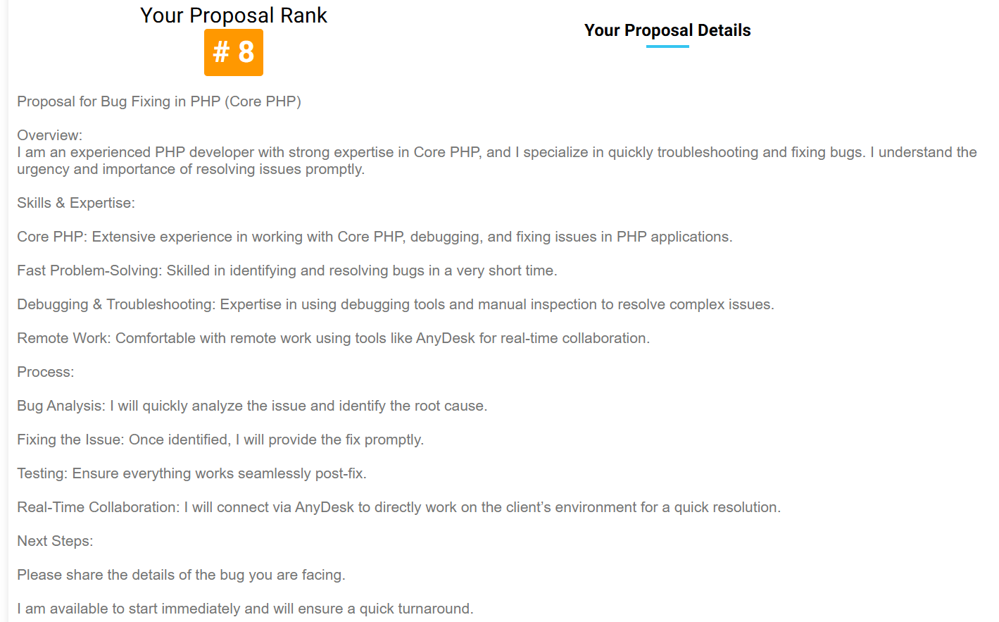 Your Proposal Rank
# 8
Your Proposal Details
Proposal for Bug Fixing in PHP (Core PHP)
Overview:
I am an experienced PHP developer with strong expertise in Core PHP, and I specialize in quickly troubleshooting and fixing bugs. I understand the
urgency and importance of resolving issues promptly.
Skills & Expertise:
Core PHP: Extensive experience in working with Core PHP, debugging, and fixing issues in PHP applications.
Fast Problem-Solving: Skilled in identifying and resolving bugs in a very short time.
Debugging & Troubleshooting: Expertise in using debugging tools and manual inspection to resolve complex issues.
Remote Work: Comfortable with remote work using tools like AnyDesk for real-time collaboration.
Process:
Bug Analysis: I will quickly analyze the issue and identify the root cause.
Fixing the Issue: Once identified, I will provide the fix promptly.
Testing: Ensure everything works seamlessly post-fix.
Real-Time Collaboration: I will connect via AnyDesk to directly work on the client’s environment for a quick resolution.
Next Steps:
Please share the details of the bug you are facing.
I am available to start immediately and will ensure a quick turnaround.